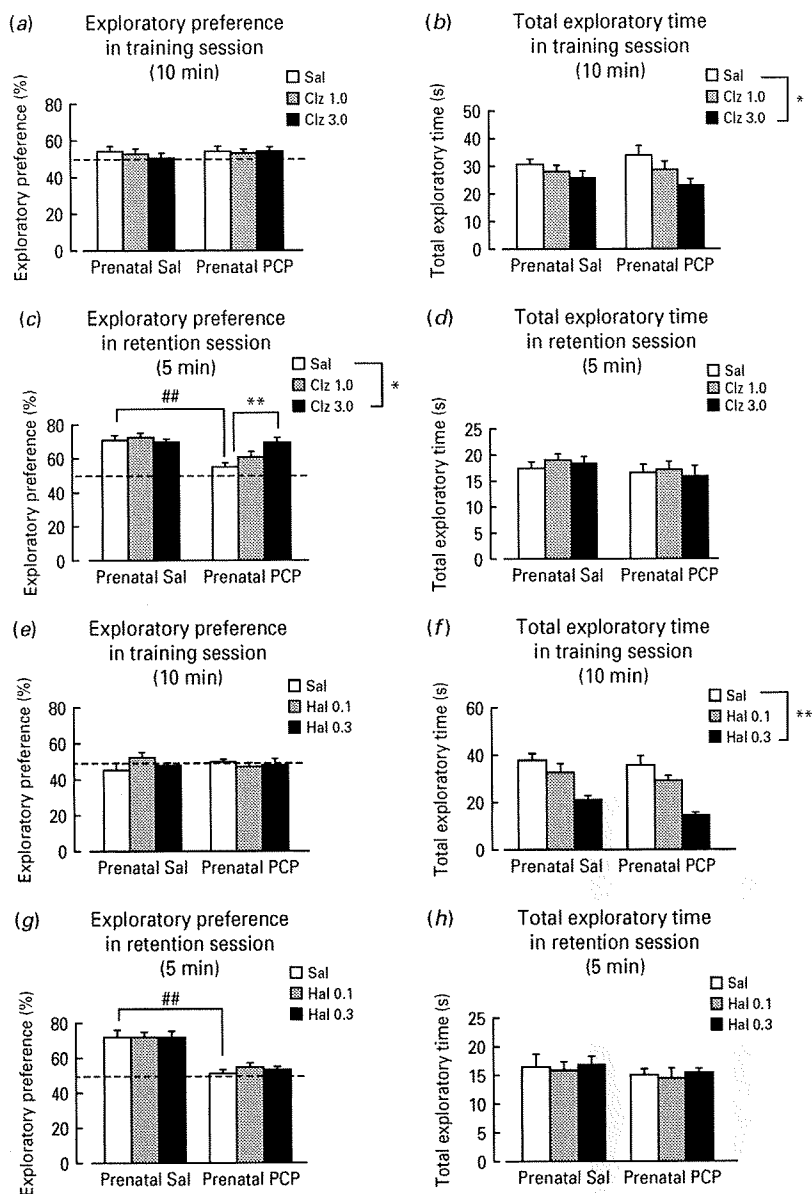 (a) Exploratory preference
in training session
(10 min)
Sal
Clz 1.0
Clz 3.0
Exploratory preference (%)
80
60
40
20
0
Prenatal Sal Prenatal PCP
(b) Total exploratory time
in training session
(10 min)
Sal
Clz 1.0
Clz 3.0
*
Total exploratory time (s)
50
40
30
20
10
0
Prenatal Sal Prenatal PCP
(c) Exploratory preference
in retention session
(5 min)
Sal
Clz 1.0
Clz 3.0
*
##
**
Exploratory preference (%)
80
60
40
20
0
Prenatal Sal Prenatal PCP
(d) Total exploratory time
in retention session
(5 min)
Sal
Clz 1.0
Clz 3.0
Total exploratory time (s)
25
20
15
10
5
0
Prenatal Sal Prenatal PCP
(e) Exploratory preference
in training session
(10 min)
Sal
Hal 0.1
Hal 0.3
Exploratory preference (%)
80
60
40
20
0
Prenatal Sal Prenatal PCP
(f) Total exploratory time
in training session
(10 min)
Sal
Hal 0.1
Hal 0.3
**
Total exploratory time (s)
60
40
20
0
Prenatal Sal Prenatal PCP
(g) Exploratory preference
in retention session
(5 min)
Sal
Hal 0.1
Hal 0.3
##
Exploratory preference (%)
80
60
40
20
0
Prenatal Sal Prenatal PCP
(h) Total exploratory time
in retention session
(5 min)
Sal
Hal 0.1
Hal 0.3
Total exploratory time (s)
25
20
15
10
5
0
Prenatal Sal Prenatal PCP